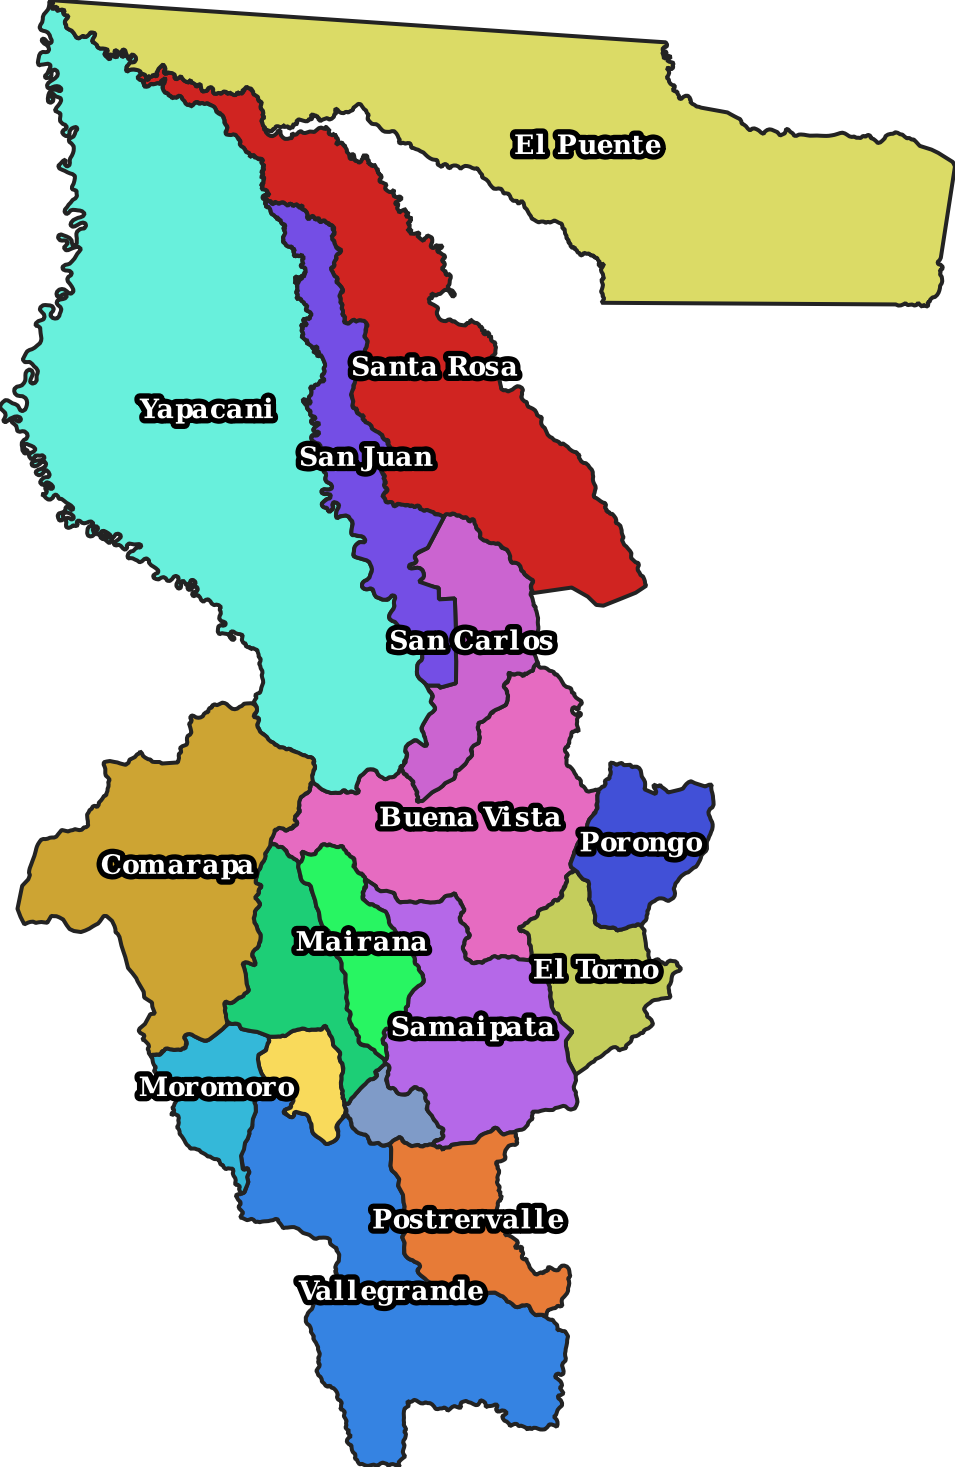 El Puente
Santa Rosa
Yapacani
San Juan
San Carlos
Buena Vista
Porongo
Comarapa
Mairana
El Torno
Samaipata
Moromoro
Postrervalle
Vallegrande